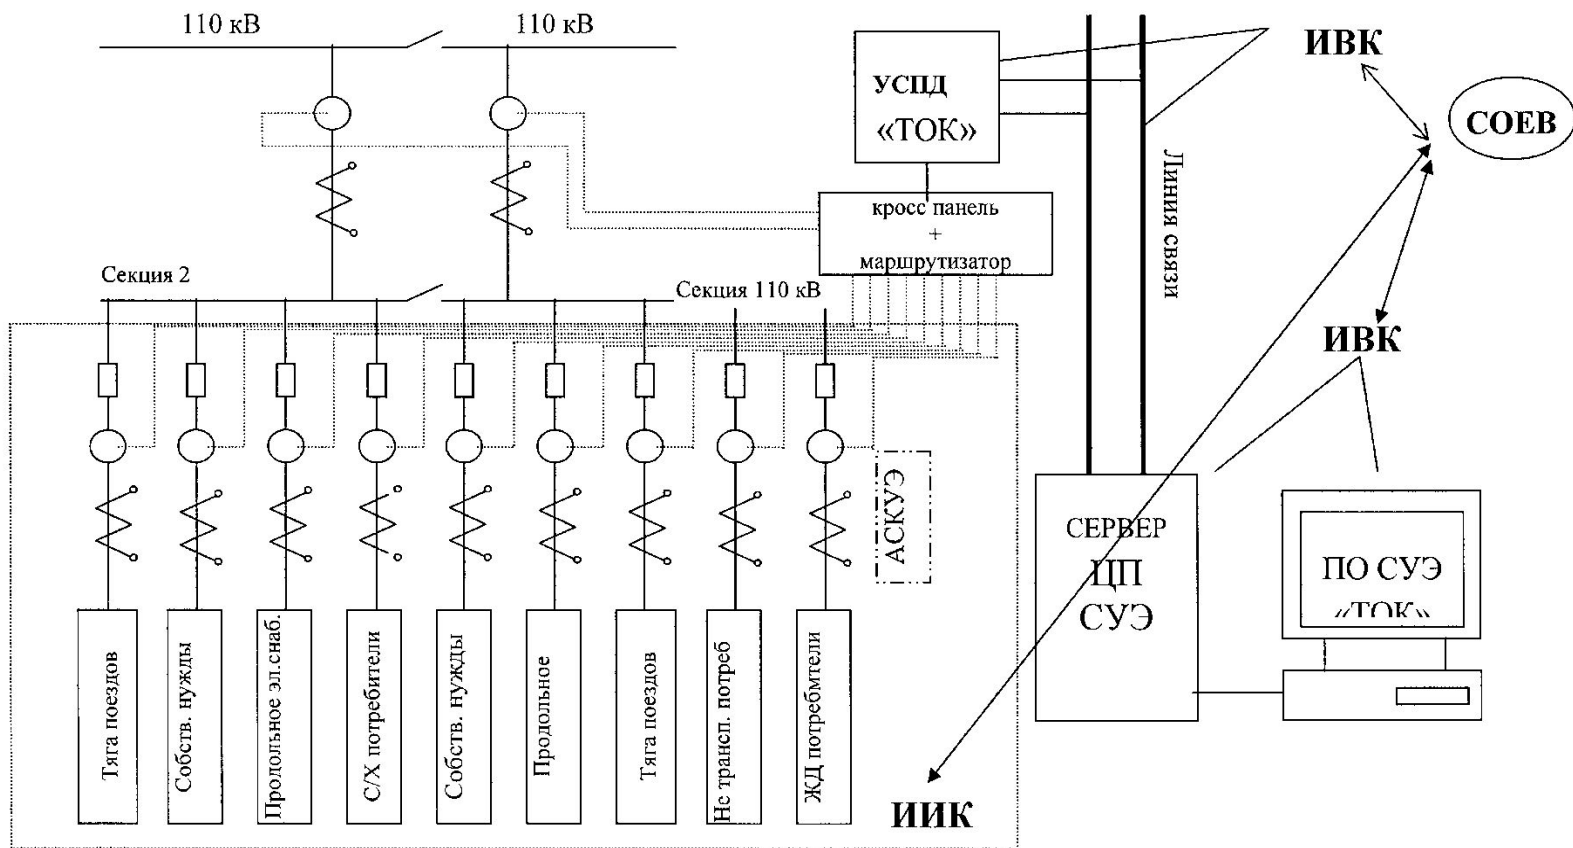 110 кВ
110 кВ
УСПД
«ТОК»
ИВК
СОЕВ
Линия связи
кросс панель
+
маршрутизатор
Секция 2
Секция 110 кВ
ИВК
АСКУЭ
СЕРВЕР
ЦП
СУЭ
ПО СУЭ
«ТОК»
Тяга поездов
Собств. нужды
Продольное эл.снаб.
С/Х потребители
Собств. нужды
Продольное
Тяга поездов
Не трансп. потреб
ЖД потребмтели
ИИК